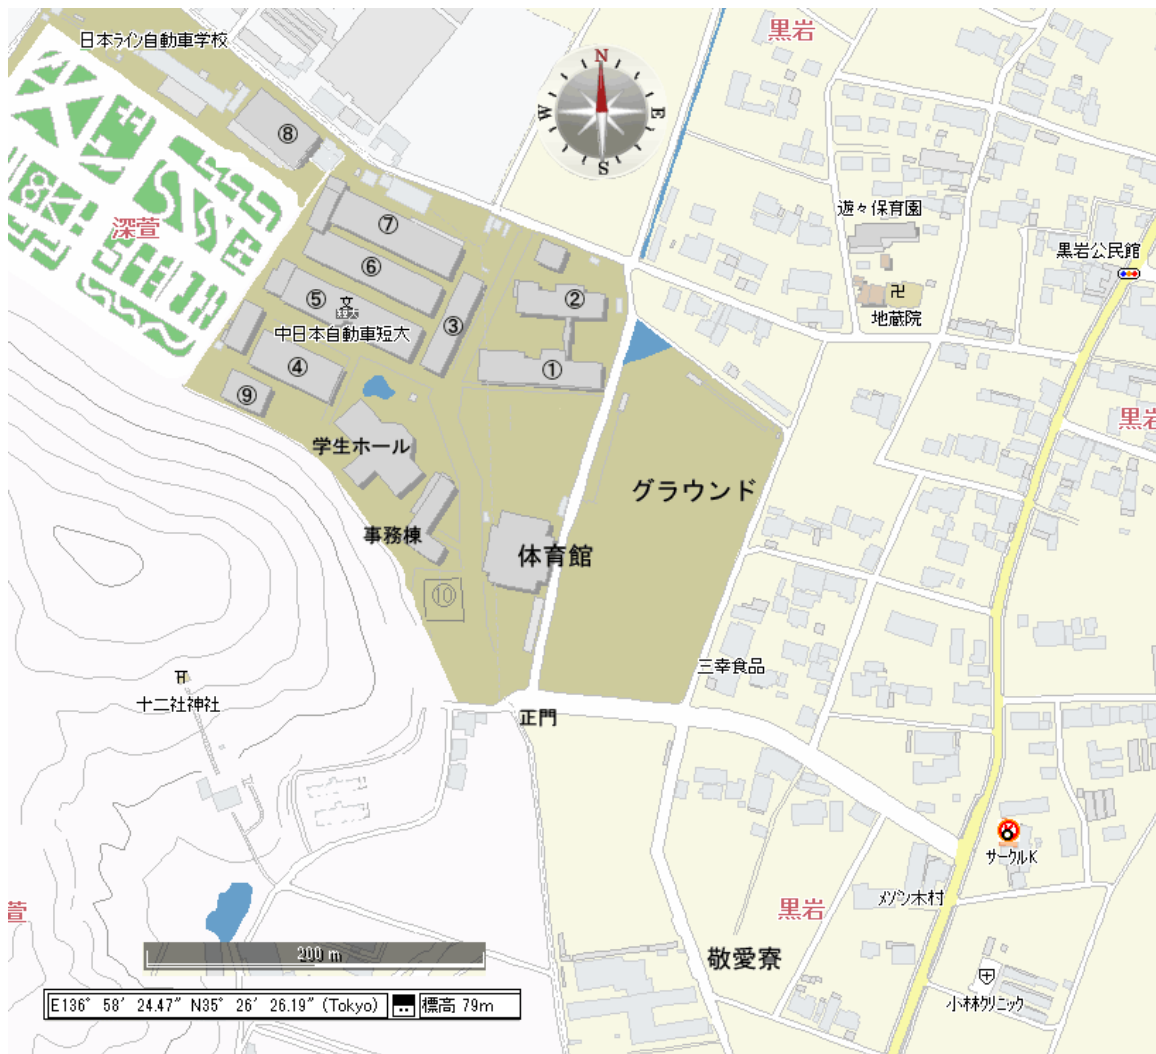 黒岩
日本ライン自動車学校
N
W
E
S
⑧
遊々保育園
⑦
深萱
黒岩公民館
⑥
卍
⑤
文
短大
②
地蔵院
③
中日本自動車短大
④
①
⑨
黒岩
学生ホール
グラウンド
事務棟
体育館
⑩
三幸食品
十二社神社
正門
サークルK
メゾン木村
萱
黒岩
200 m
敬愛寮
小林クリニック
E136° 58′ 24.47″ N35° 26′ 26.19″ (Tokyo)
標高 79m